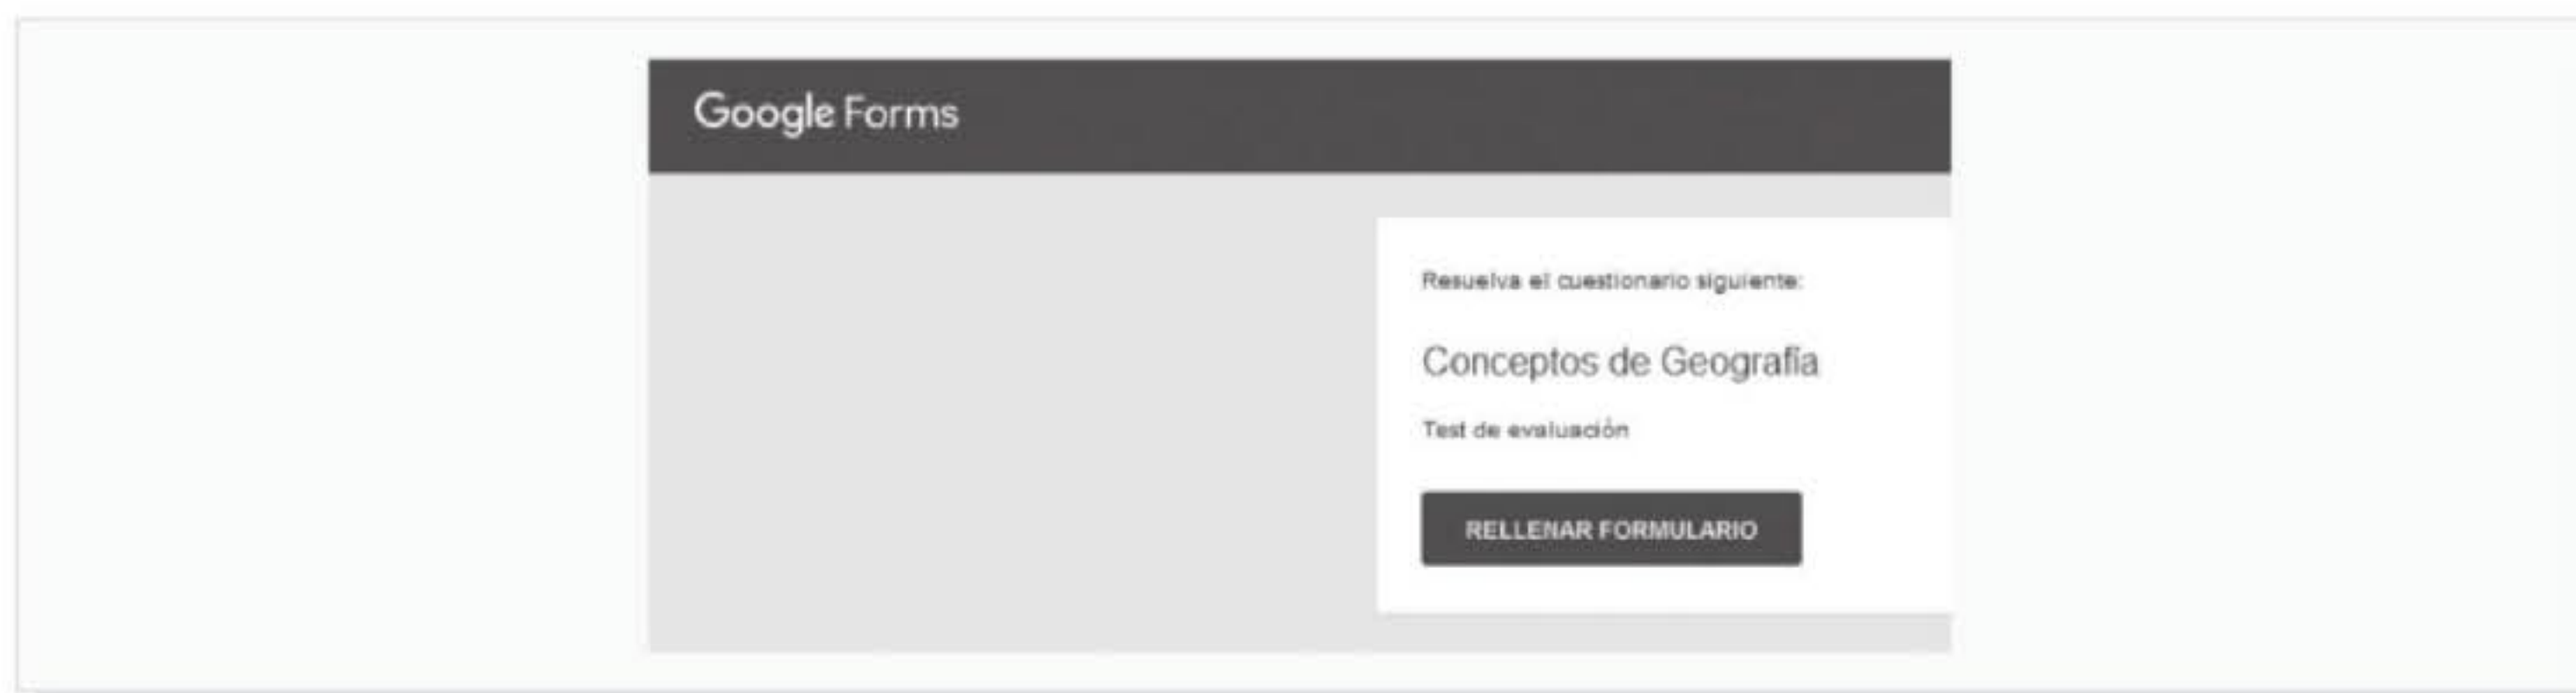 Google Forms
Resuelva el cuestionario siguiente:
Conceptos de Geografía
Test de evaluación
RELLENAR FORMULARIO